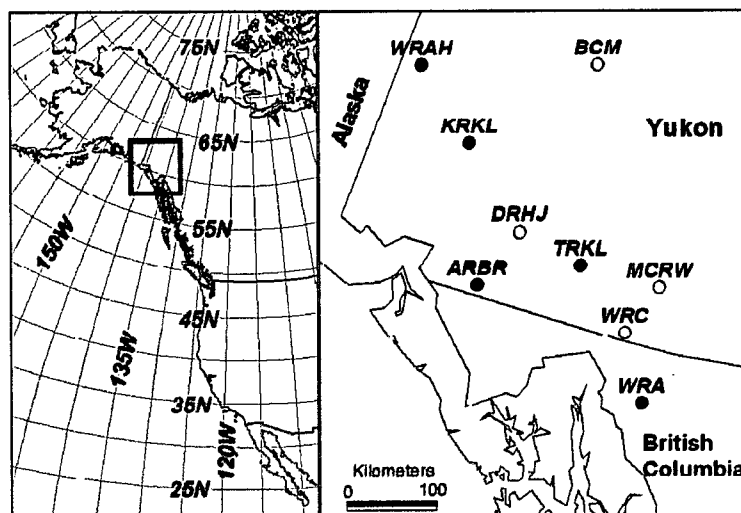 75N
65N
55N
45N
35N
25N
150W
135W
120W
WRAH
BCM
Alaska
KRKL
Yukon
DRHJ
TRKL
ARBR
MCRW
WRC
WRA
British
Columbia
Kilometers
0 100